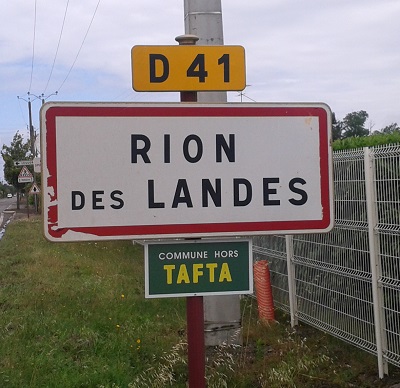 D 41
RION
DES LANDES
COMMUNE HORS
TAFTA